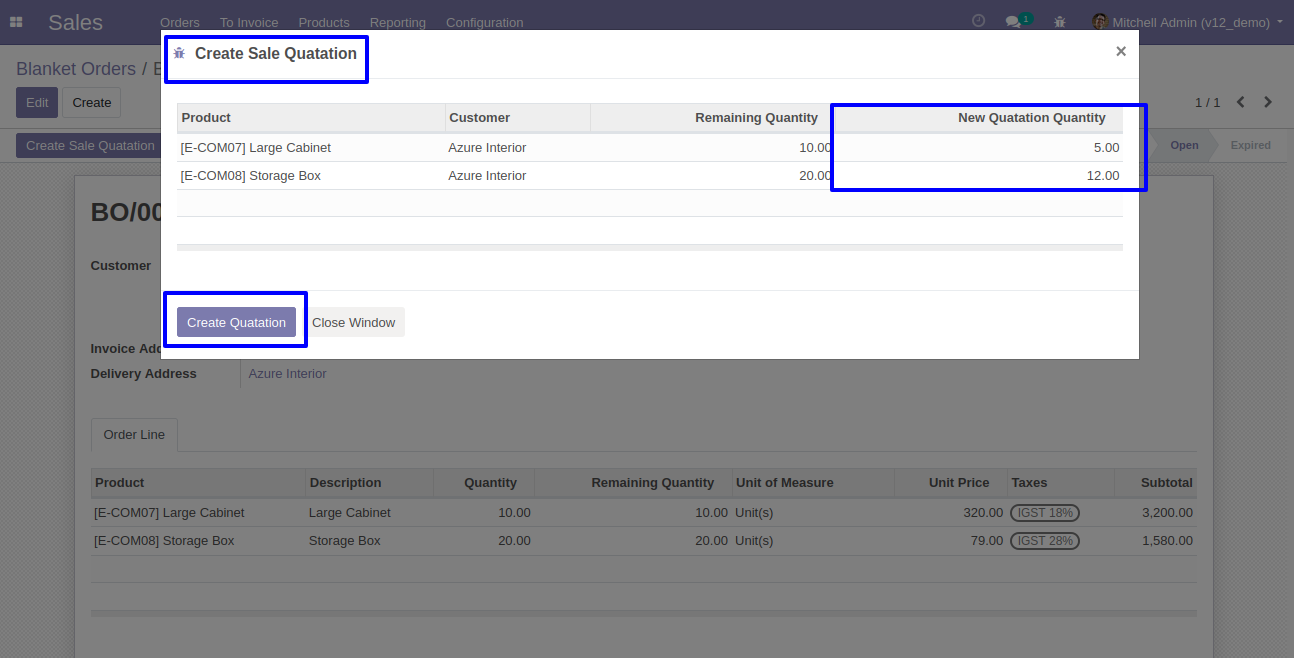 Sales Orders To Invoice Products Reporting Configuration 1 Mitchell Admin (v12_demo)
Create Sale Quatation ×
Blanket Orders /
Edit Create 1 / 1
Product Customer Remaining Quantity New Quatation Quantity
Create Sale Quatation Open Expired
[E-COM07] Large Cabinet Azure Interior 10.00 5.00
[E-COM08] Storage Box Azure Interior 20.00 12.00
BO/00
Customer
Create Quatation Close Window
Invoice Add
Delivery Address Azure Interior
Order Line
Product Description Quantity Remaining Quantity Unit of Measure Unit Price Taxes Subtotal
[E-COM07] Large Cabinet Large Cabinet 10.00 10.00 Unit(s) 320.00 IGST 18% 3,200.00
[E-COM08] Storage Box Storage Box 20.00 20.00 Unit(s) 79.00 IGST 28% 1,580.00